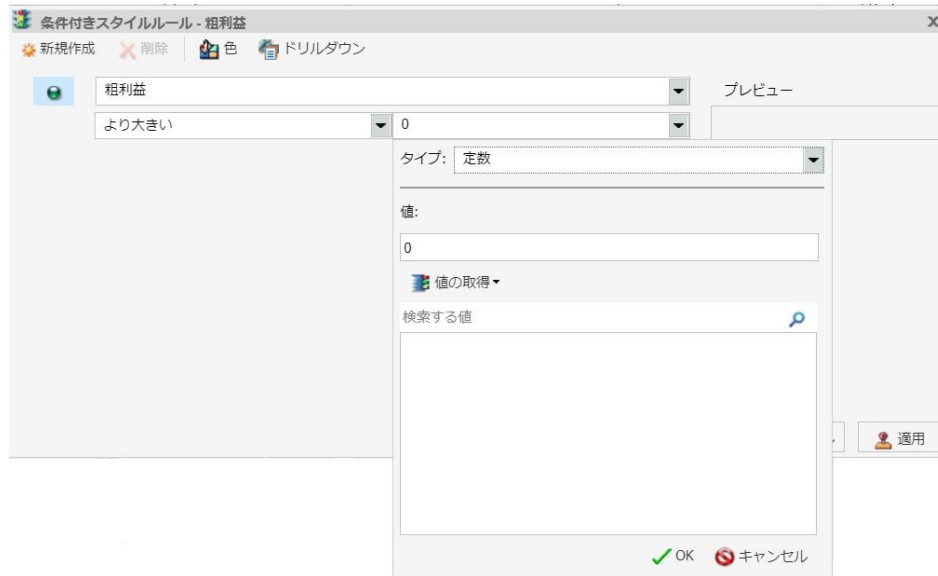 条件付きスタイルルール - 粗利益
新規作成 削除 色 ドリルダウン
粗利益 プレビュー
より大きい 0
タイプ: 定数
値:
0
値の取得
検索する値
適用
OK キャンセル